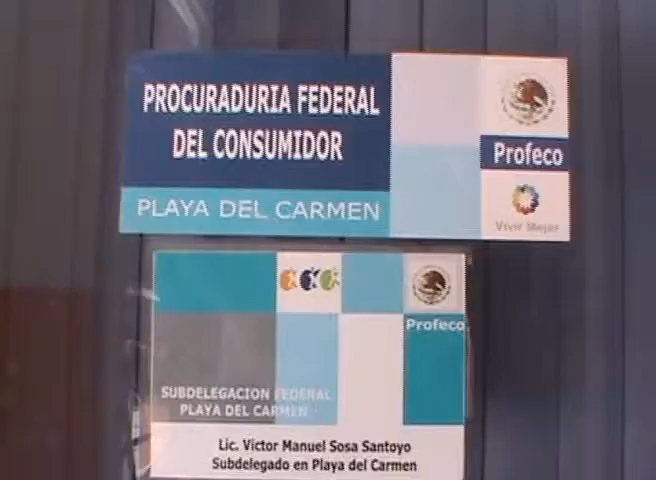 PROCURADURIA FEDERAL
DEL CONSUMIDOR
PLAYA DEL CARMEN
Profeco
Vivir Mejor
Profeco
SUBDELEGACION FEDERAL
PLAYA DEL CARMEN
Lic. Victor Manuel Sosa Santoyo
Subdelegado en Playa del Carmen